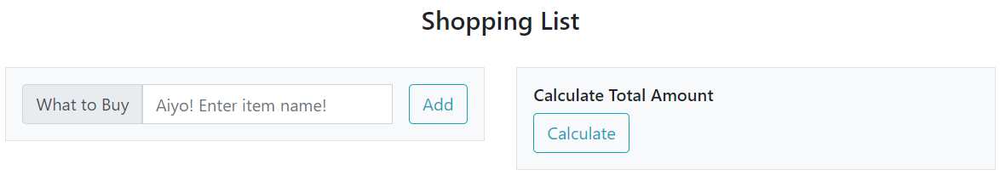 Shopping List
What to Buy Aiyo! Enter item name! Add
Calculate Total Amount
Calculate